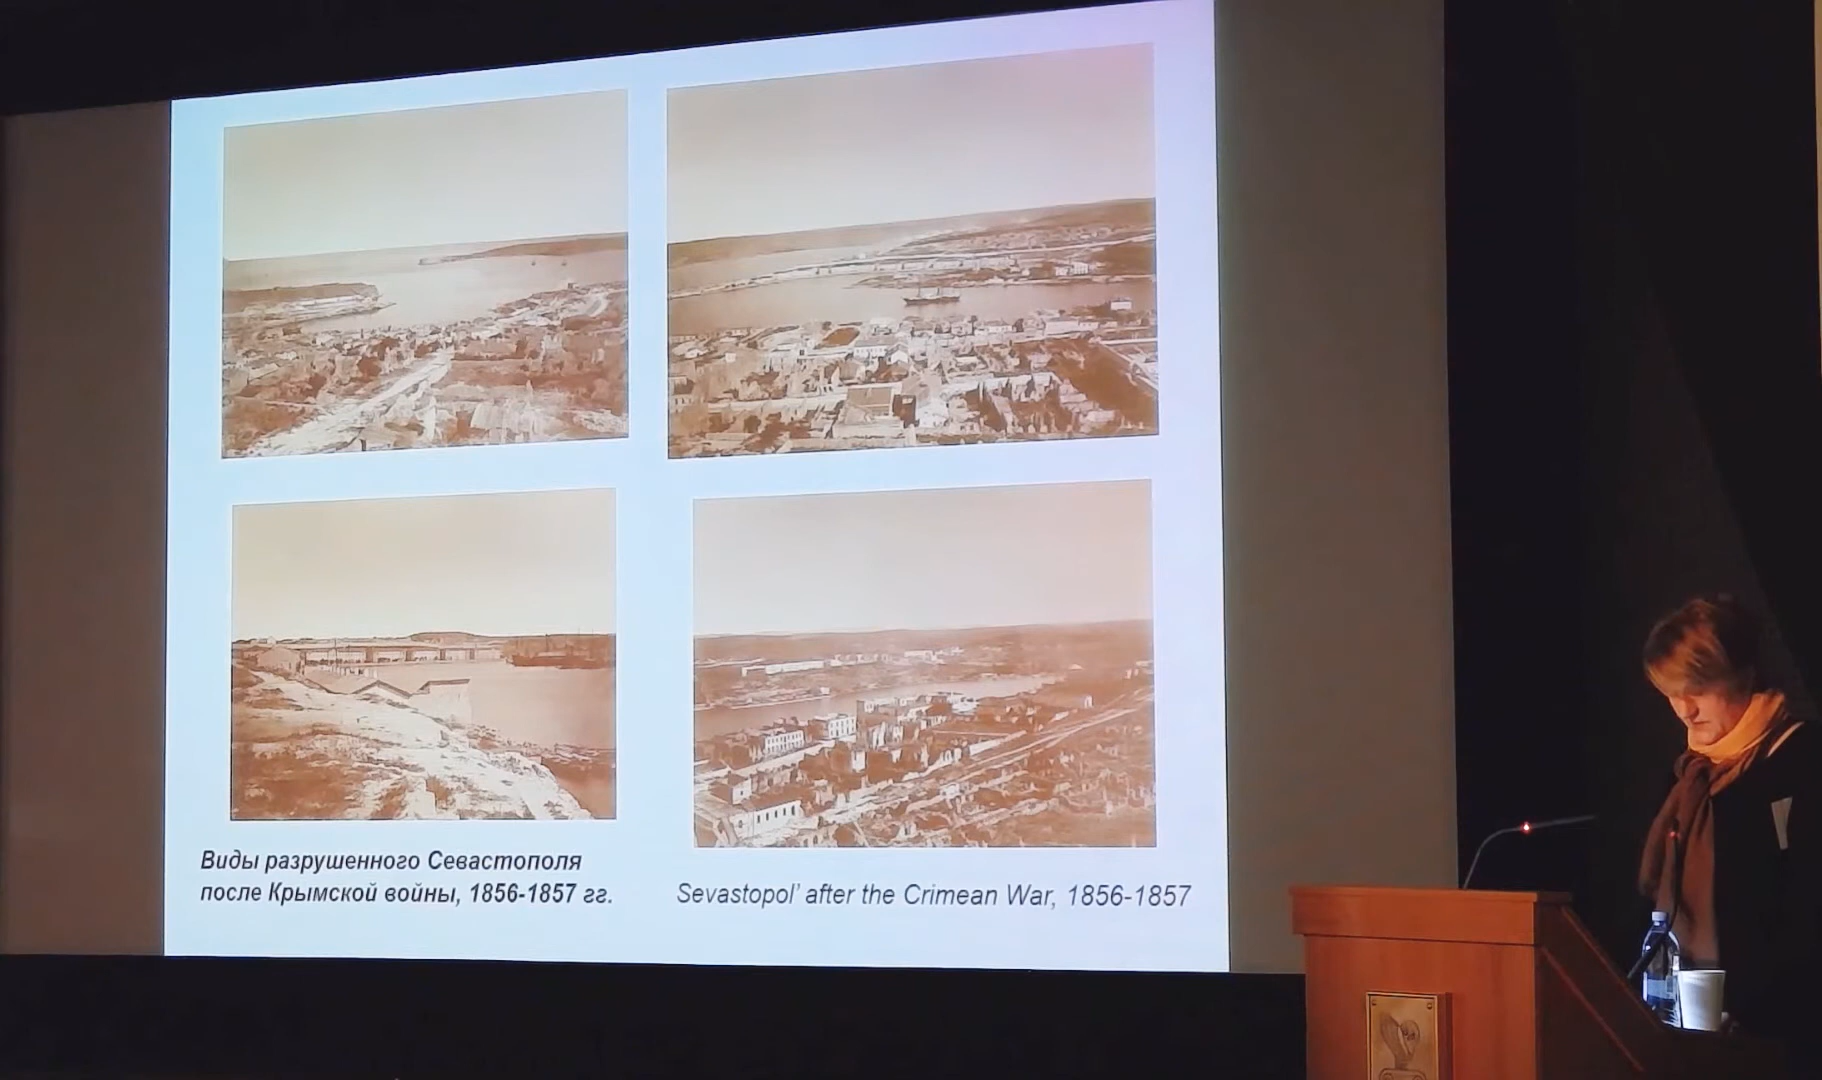 Виды разрушенного Севастополя
после Крымской войны, 1856-1857 гг.
Sevastopol' after the Crimean War, 1856-1857